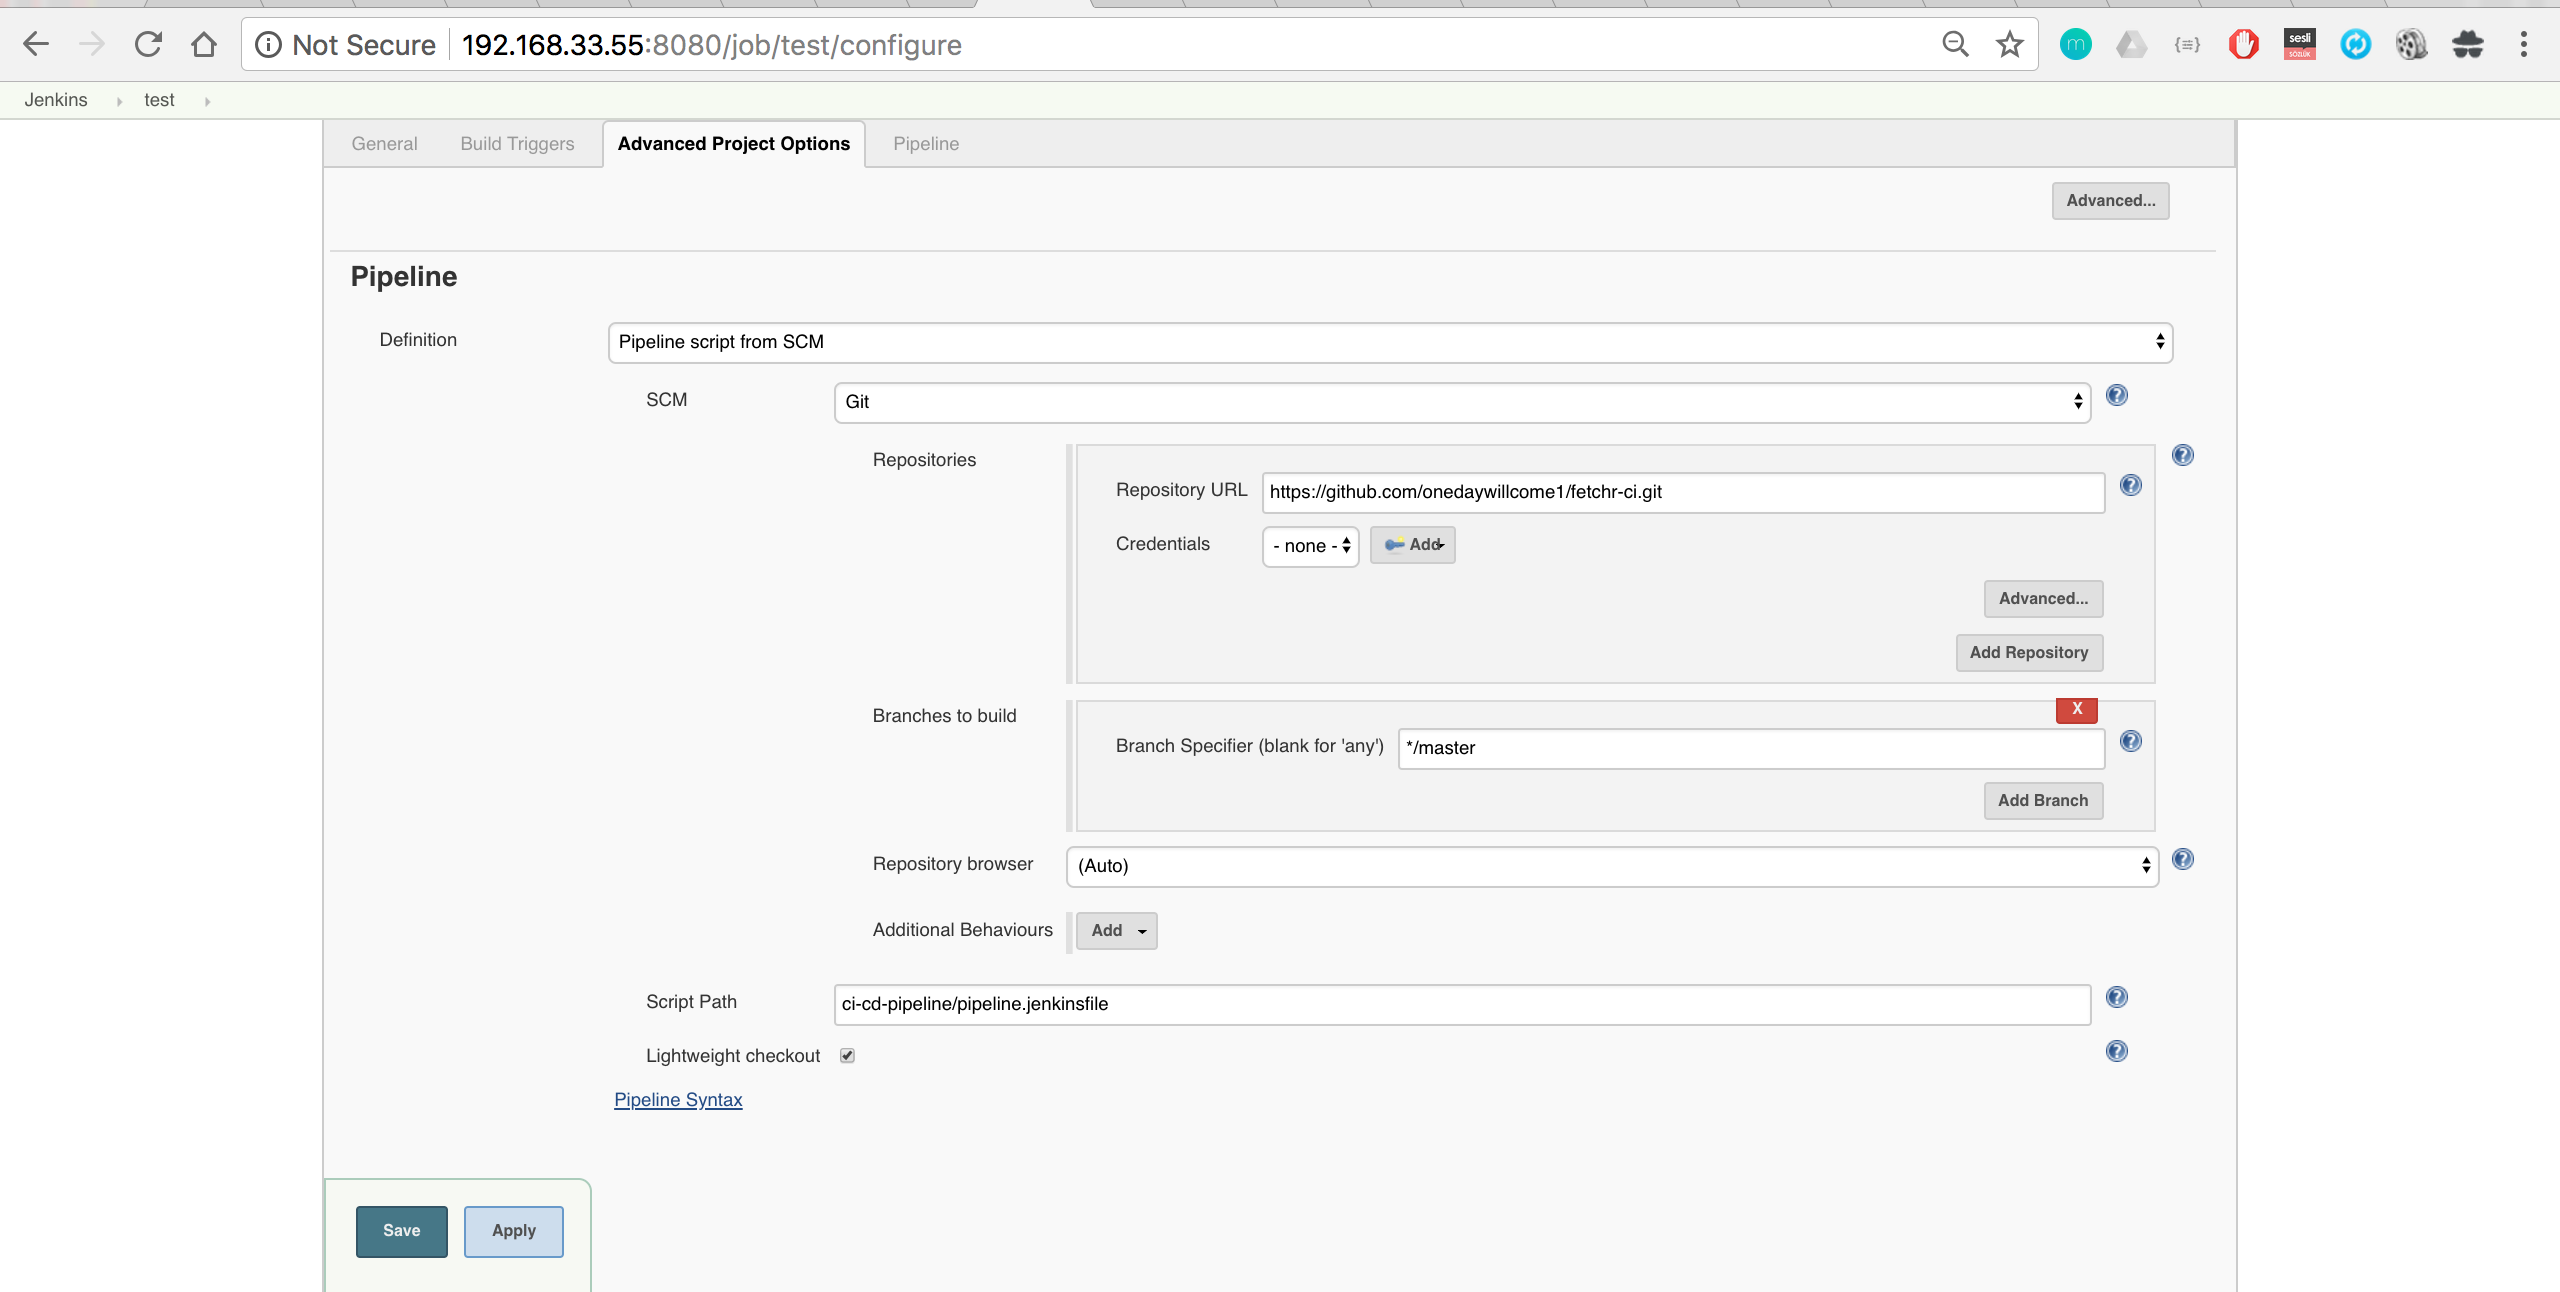 Not Secure 192.168.33.55:8080/job/test/configure
m {≡} sesli SÖZLÜK
Jenkins test
General Build Triggers Advanced Project Options Pipeline
Advanced...
Pipeline
Definition Pipeline script from SCM
SCM Git
Repositories
Repository URL https://github.com/onedaywillcome1/fetchr-ci.git
Credentials - none - Add
Advanced...
Add Repository
Branches to build
X
Branch Specifier (blank for 'any') */master
Add Branch
Repository browser (Auto)
Additional Behaviours Add
Script Path ci-cd-pipeline/pipeline.jenkinsfile
Lightweight checkout
Pipeline Syntax
Save Apply